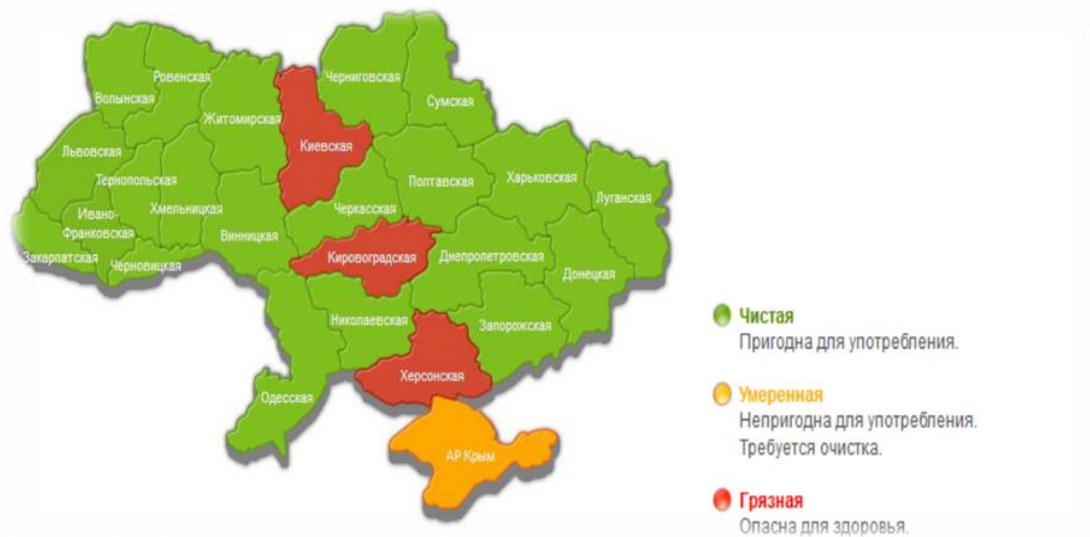 Ровенская
Черниговская
Волынская
Сумская
Житомирская
Киевская
Львовская
Тернопольская
Полтавская
Харьковская
Луганская
Ивано-
Франковская
Хмельницкая
Черкасская
Винницкая
Закарпатская
Черновицкая
Кировоградская
Днепропетровская
Донецкая
Николаевская
Запорожская
Херсонская
Одесская
АР Крым
Чистая
Пригодна для употребления.
Умеренная
Непригодна для употребления.
Требуется очистка.
Грязная
Опасна для здоровья.